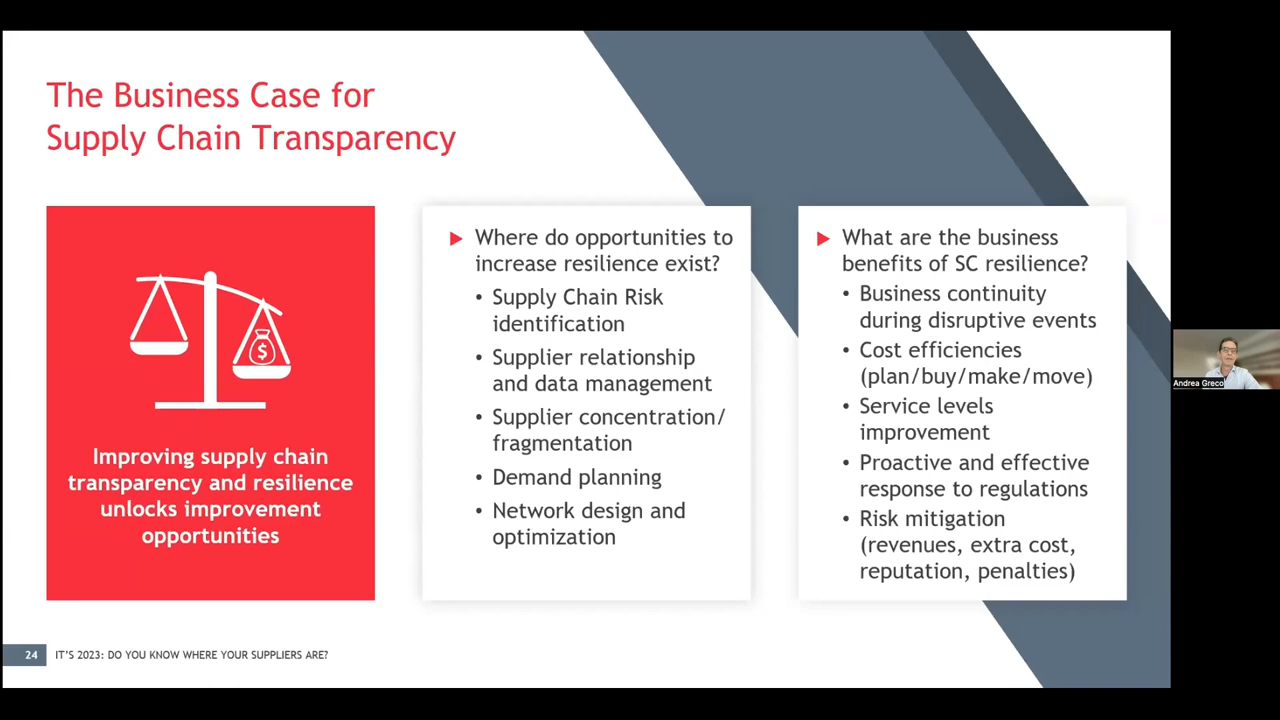 The Business Case for
Supply Chain Transparency
$
Improving supply chain
transparency and resilience
unlocks improvement
opportunities
Where do opportunities to
increase resilience exist?
• Supply Chain Risk
identification
• Supplier relationship
and data management
• Supplier concentration/
fragmentation
• Demand planning
• Network design and
optimization
What are the business
benefits of SC resilience?
• Business continuity
during disruptive events
• Cost efficiencies
(plan/buy/make/move)
• Service levels
improvement
• Proactive and effective
response to regulations
• Risk mitigation
(revenues, extra cost,
reputation, penalties)
Andrea Greco
24 IT'S 2023: DO YOU KNOW WHERE YOUR SUPPLIERS ARE?